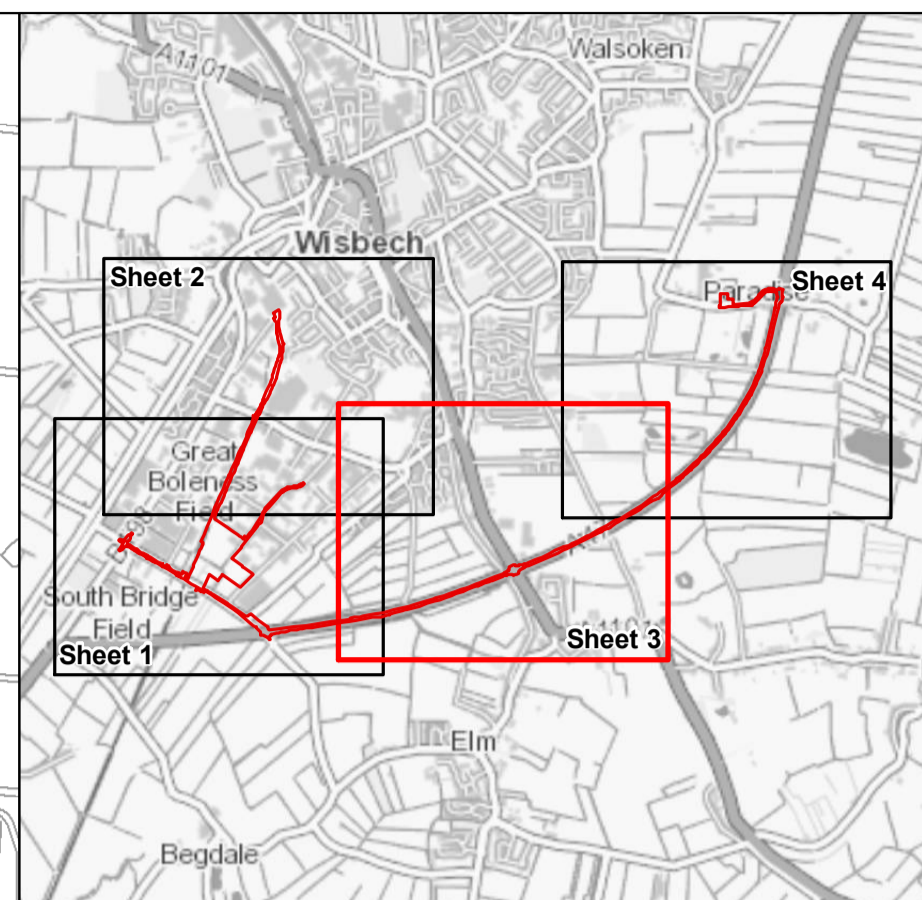 Walsoken
A1101
Wisbech
Sheet 2
Sheet 4
Paradise
Great
Boleness
Field
South Bridge
Field
Sheet 1
Sheet 3
Elm
Begdale